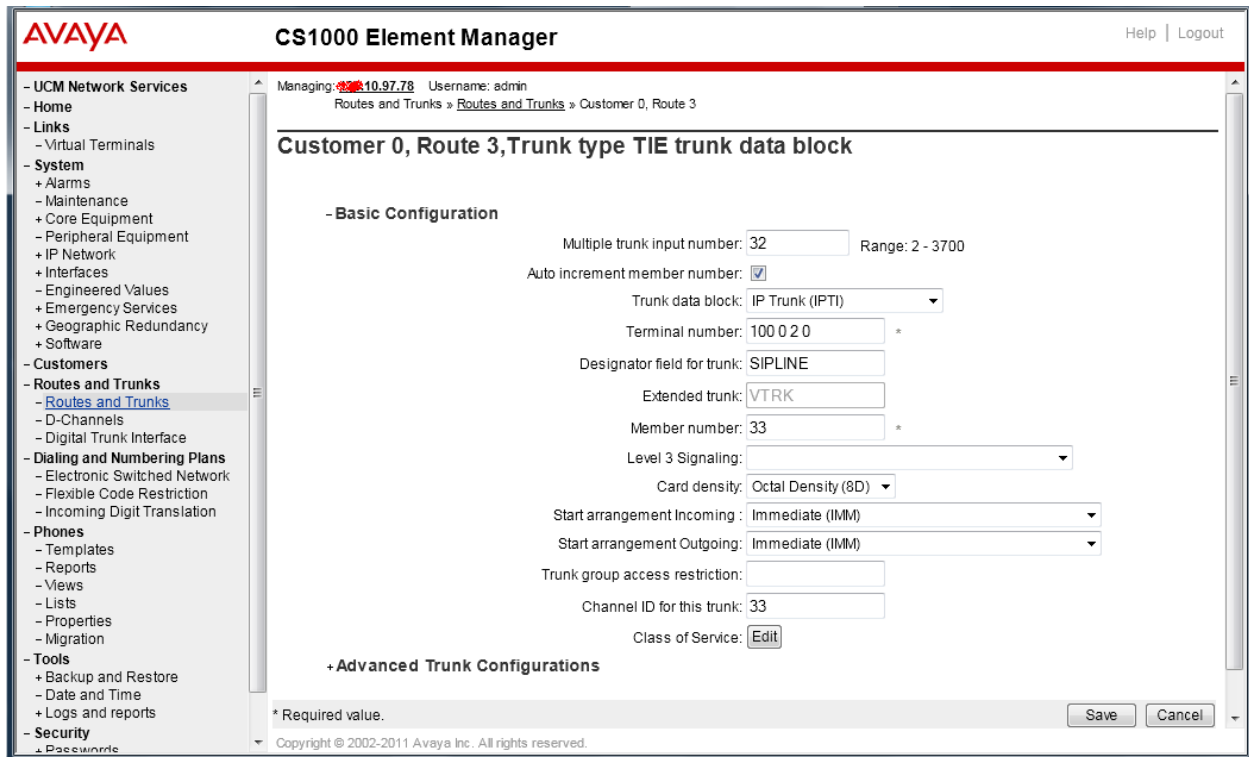 AVAYA
CS1000 Element Manager
Help | Logout
– UCM Network Services
– Home
– Links
– Virtual Terminals
– System
+ Alarms
– Maintenance
+ Core Equipment
– Peripheral Equipment
+ IP Network
+ Interfaces
– Engineered Values
+ Emergency Services
+ Geographic Redundancy
+ Software
– Customers
– Routes and Trunks
– Routes and Trunks
– D-Channels
– Digital Trunk Interface
– Dialing and Numbering Plans
– Electronic Switched Network
– Flexible Code Restriction
– Incoming Digit Translation
– Phones
– Templates
– Reports
– Views
– Lists
– Properties
– Migration
– Tools
+ Backup and Restore
– Date and Time
+ Logs and reports
– Security
+ Passwords
Managing: .10.97.78 Username: admin
Routes and Trunks » Routes and Trunks » Customer 0, Route 3
Customer 0, Route 3,Trunk type TIE trunk data block
– Basic Configuration
Multiple trunk input number: 32 Range: 2 - 3700
Auto increment member number:
Trunk data block: IP Trunk (IPTI)
Terminal number: 100 0 2 0 *
Designator field for trunk: SIPLINE
Extended trunk: VTRK
Member number: 33 *
Level 3 Signaling:
Card density: Octal Density (8D)
Start arrangement Incoming : Immediate (IMM)
Start arrangement Outgoing: Immediate (IMM)
Trunk group access restriction:
Channel ID for this trunk: 33
Class of Service: Edit
+ Advanced Trunk Configurations
* Required value.
Save Cancel
Copyright © 2002-2011 Avaya Inc. All rights reserved.